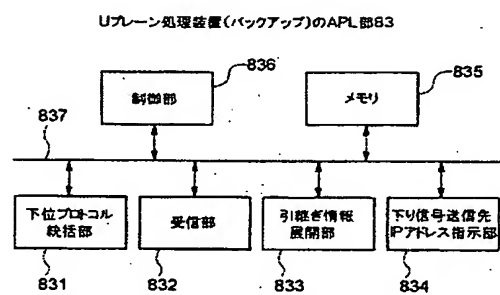 Uプレーン処理装置(バックアップ)のAPL部83
836
835
制御部
メモリ
837
下位プロトコル
統括部
受信部
引継ぎ情報
展開部
下り信号送信先
IPアドレス指示部
831
832
833
834